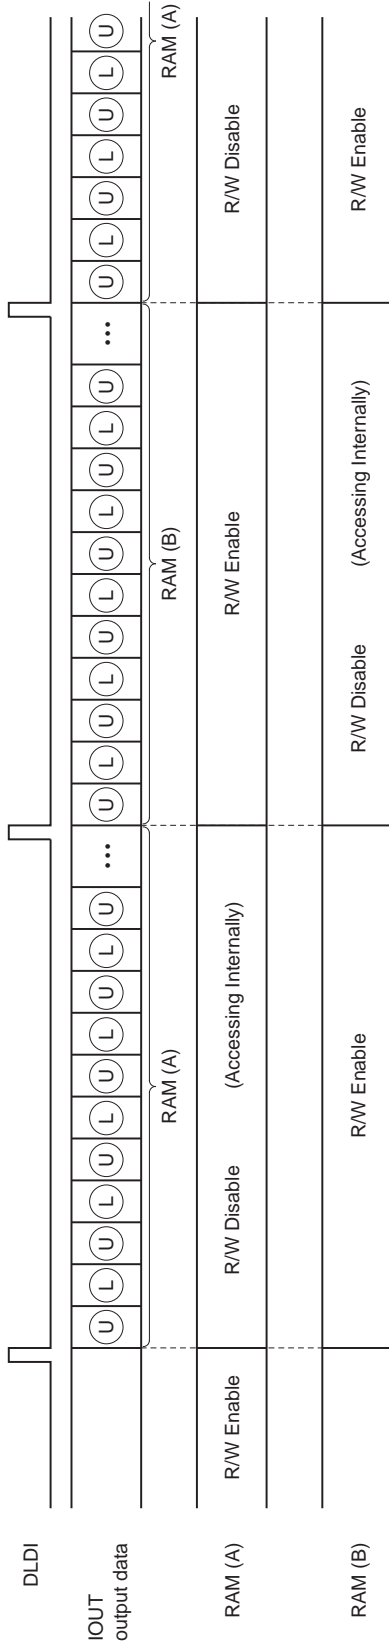 DLDI
IOUT
output data
U L U L U L U L U L U ... U L U L U L U L U L U ... U L U L U L U
RAM (A) RAM (B) RAM (A)
RAM (A) R/W Enable R/W Disable (Accessing Internally) R/W Enable R/W Disable
RAM (B) R/W Enable R/W Disable (Accessing Internally) R/W Enable